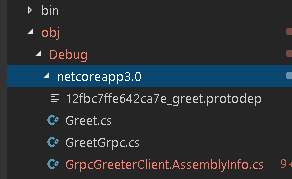 bin
obj
Debug
netcoreapp3.0
12fbc7ffe642ca7e_greet.protodep
Greet.cs
GreetGrpc.cs
GrpcGreeterClient.AssemblyInfo.cs 9+